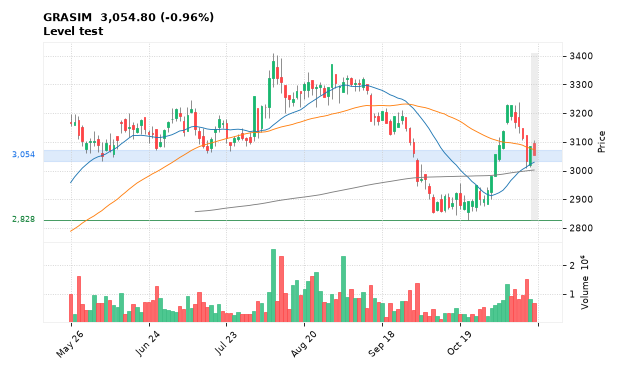 GRASIM 3,054.80 (-0.96%)
Level test
3400
3300
3200
3100
3000
2900
2800
Price
3,054
2,828
2
1
Volume 10⁴
May 26
Jun 24
Jul 23
Aug 20
Sep 18
Oct 19